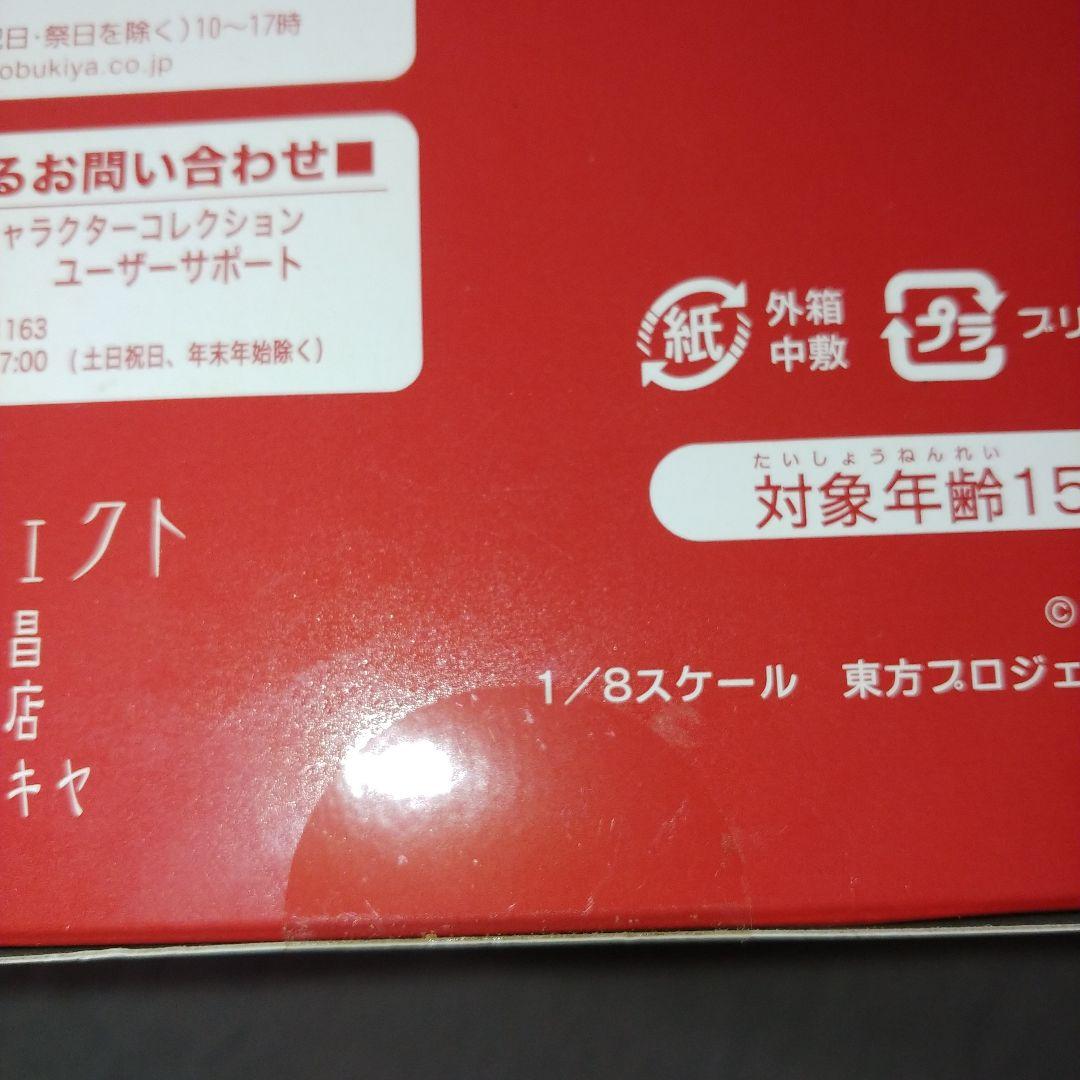 祭日を除く)10〜17時
obukiya.co.jp
るお問い合わせ■
ャラクターコレクション
ユーザーサポート
1163
7:00 (土日祝日、年末年始除く)
紙
外箱
中敷
プラ
ブリ
たいしょうねんれい
対象年齢15
ェクト
昌
店
キヤ
©
1/8スケール 東方プロジェ